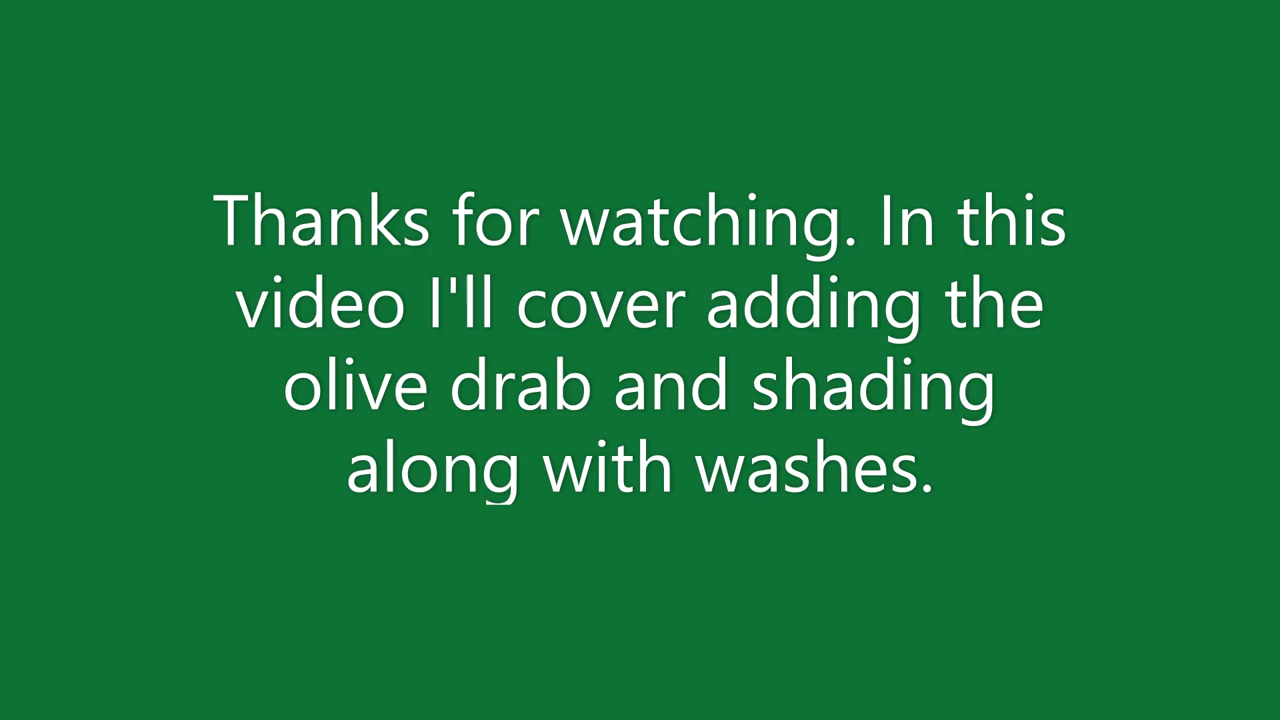 Thanks for watching. In this
video I'll cover adding the
olive drab and shading
along with washes.